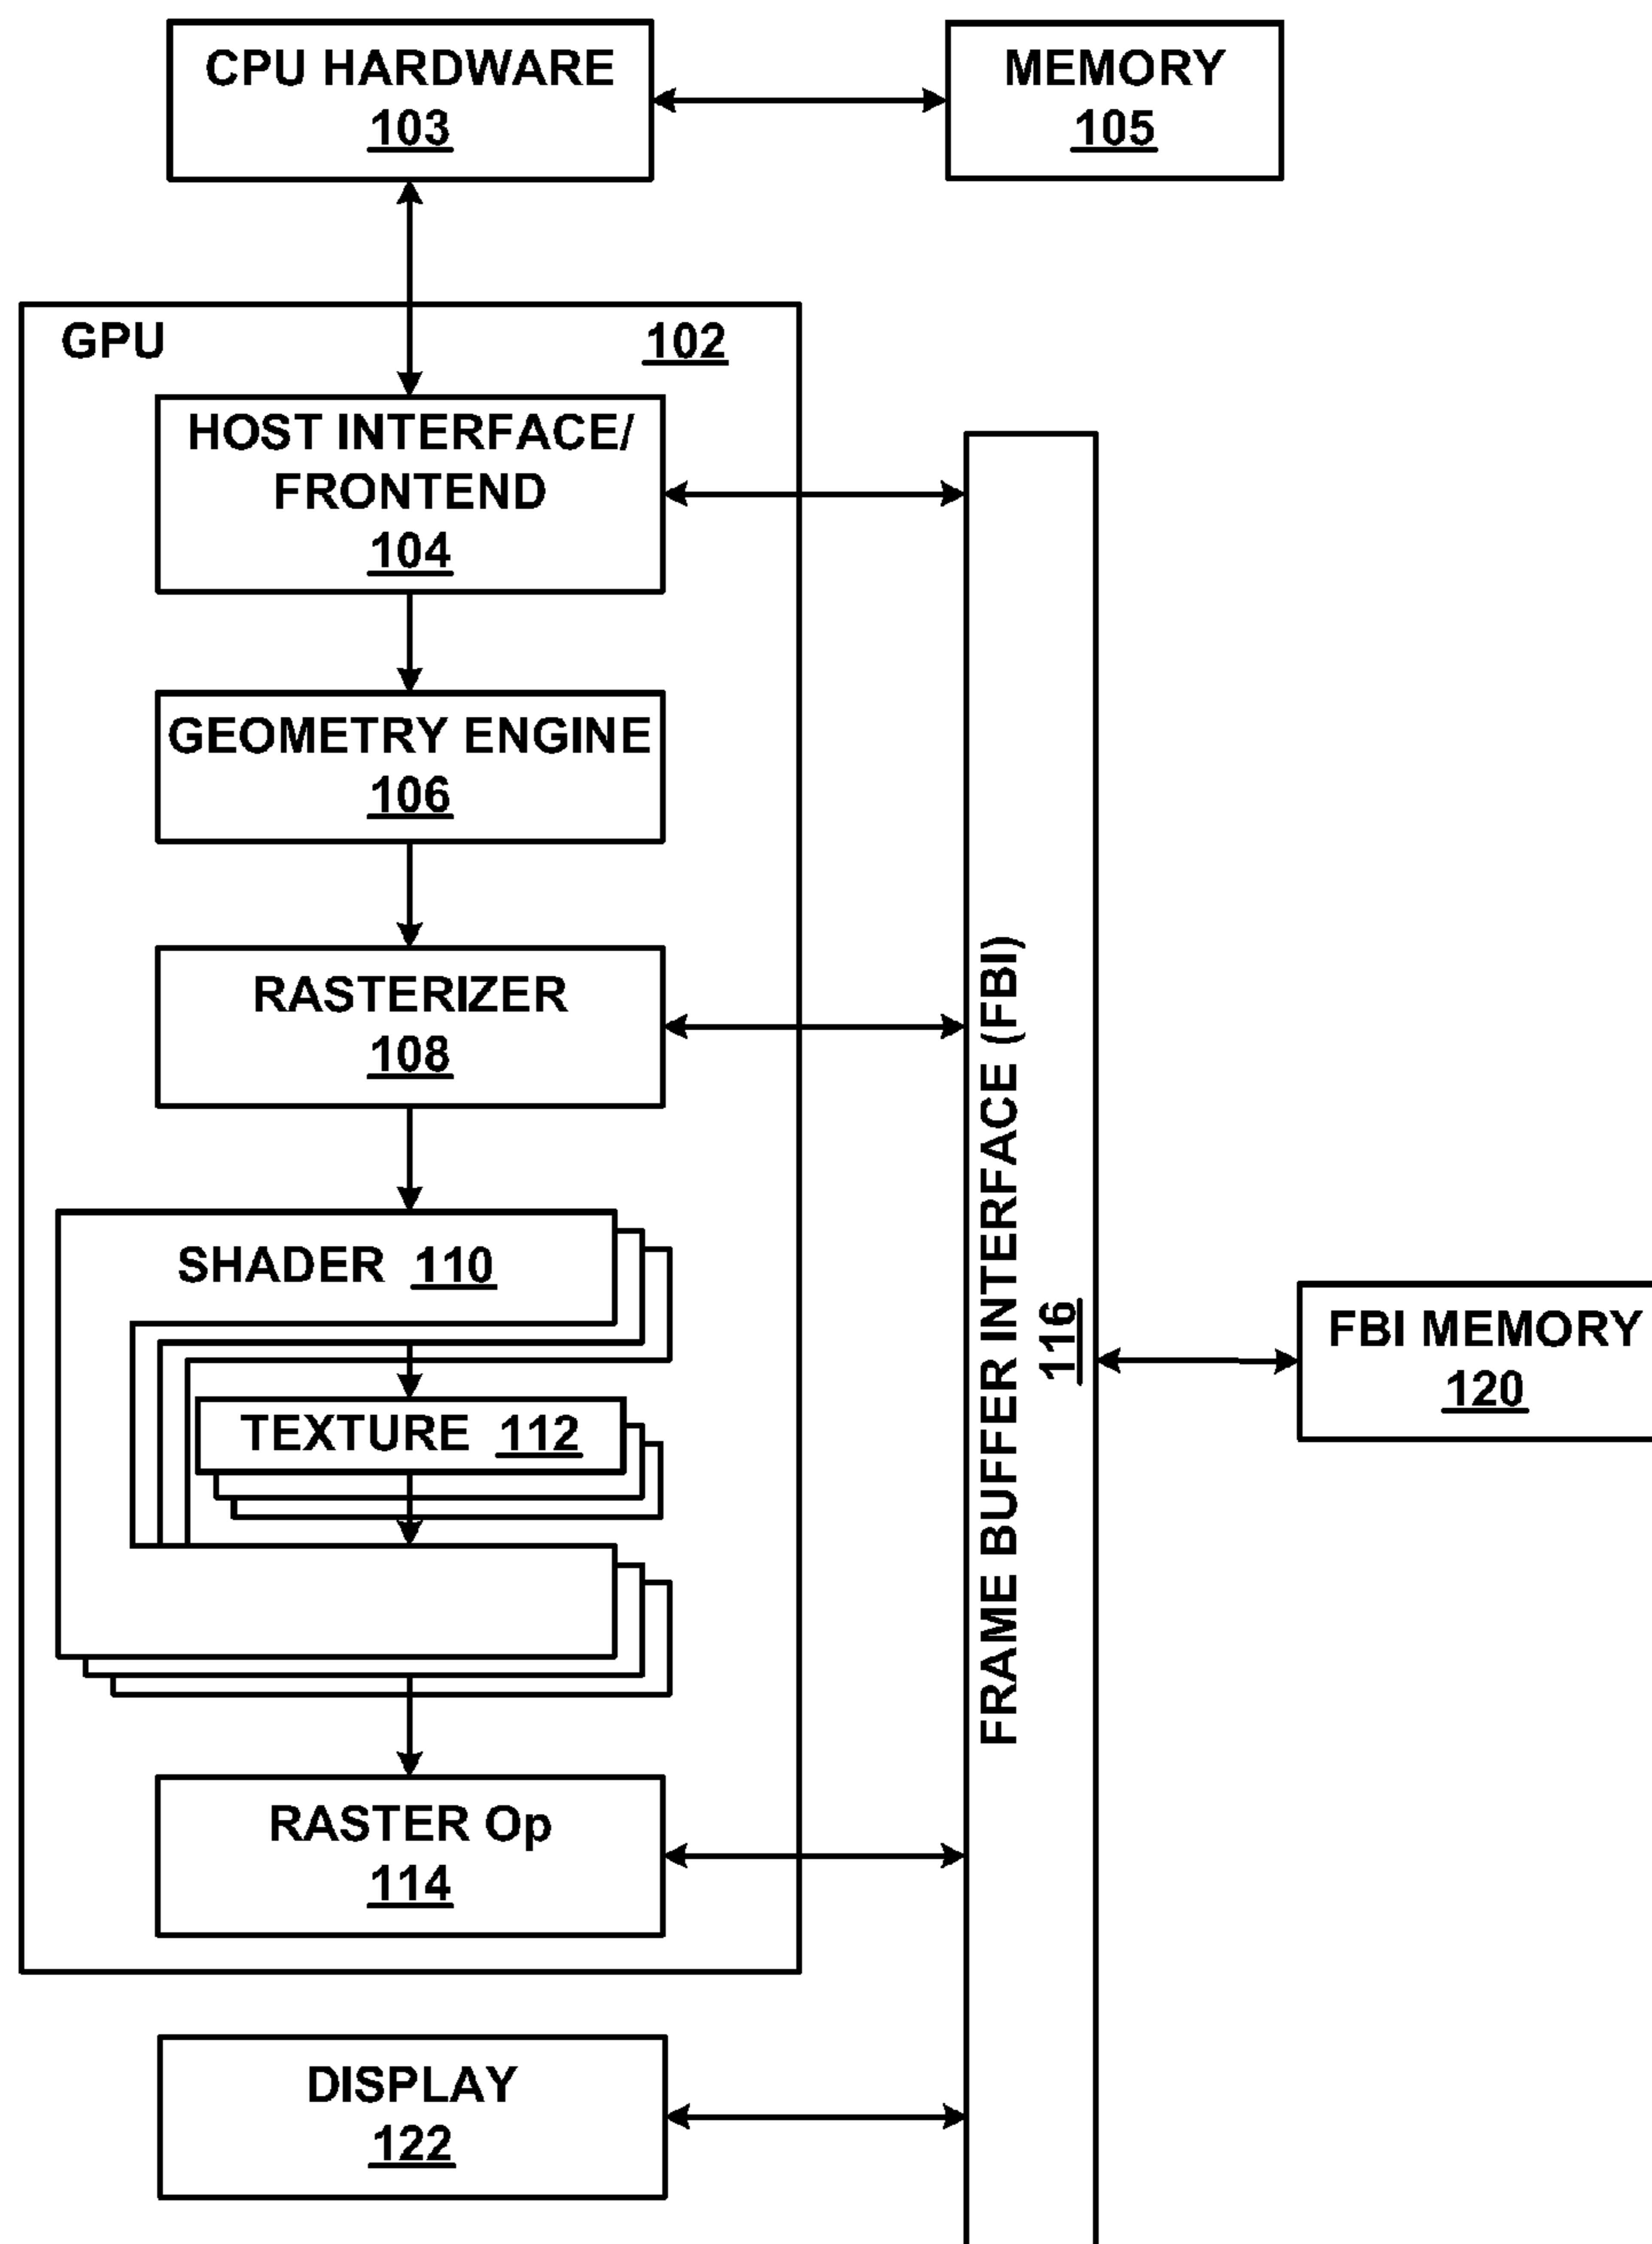 CPU HARDWARE
103
MEMORY
105
GPU
102
HOST INTERFACE/
FRONTEND
104
GEOMETRY ENGINE
106
RASTERIZER
108
SHADER 110
TEXTURE 112
RASTER Op
114
DISPLAY
122
FRAME BUFFER INTERFACE (FBI)
116
FBI MEMORY
120